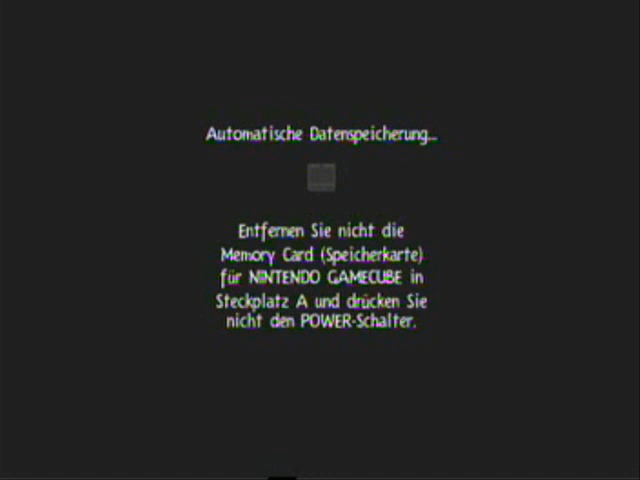 Automatische Datenspeicherung...
Entfernen Sie nicht die
Memory Card (Speicherkarte)
für NINTENDO GAMECUBE in
Steckplatz A und drücken Sie
nicht den POWER-Schalter.